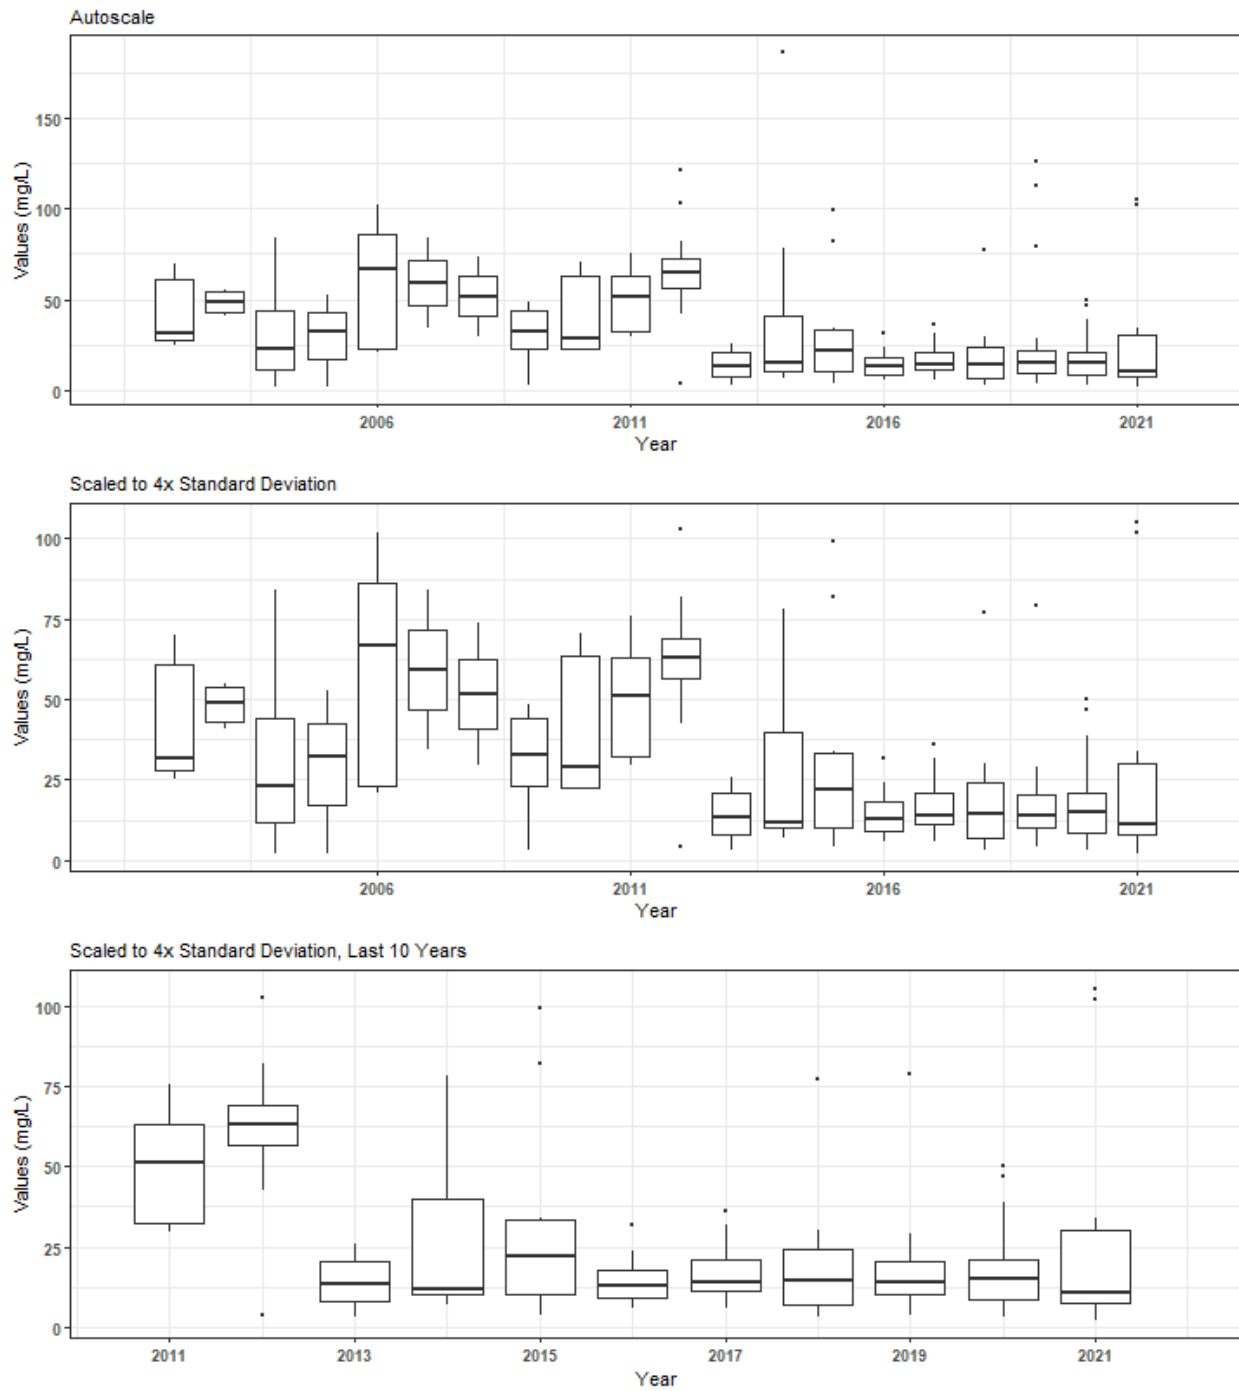 Autoscale
150
100
50
0
Values (mg/L)
2006 2011 2016 2021
Year
Scaled to 4x Standard Deviation
100
75
50
25
0
Values (mg/L)
2006 2011 2016 2021
Year
Scaled to 4x Standard Deviation, Last 10 Years
100
75
50
25
0
Values (mg/L)
2011 2013 2015 2017 2019 2021
Year